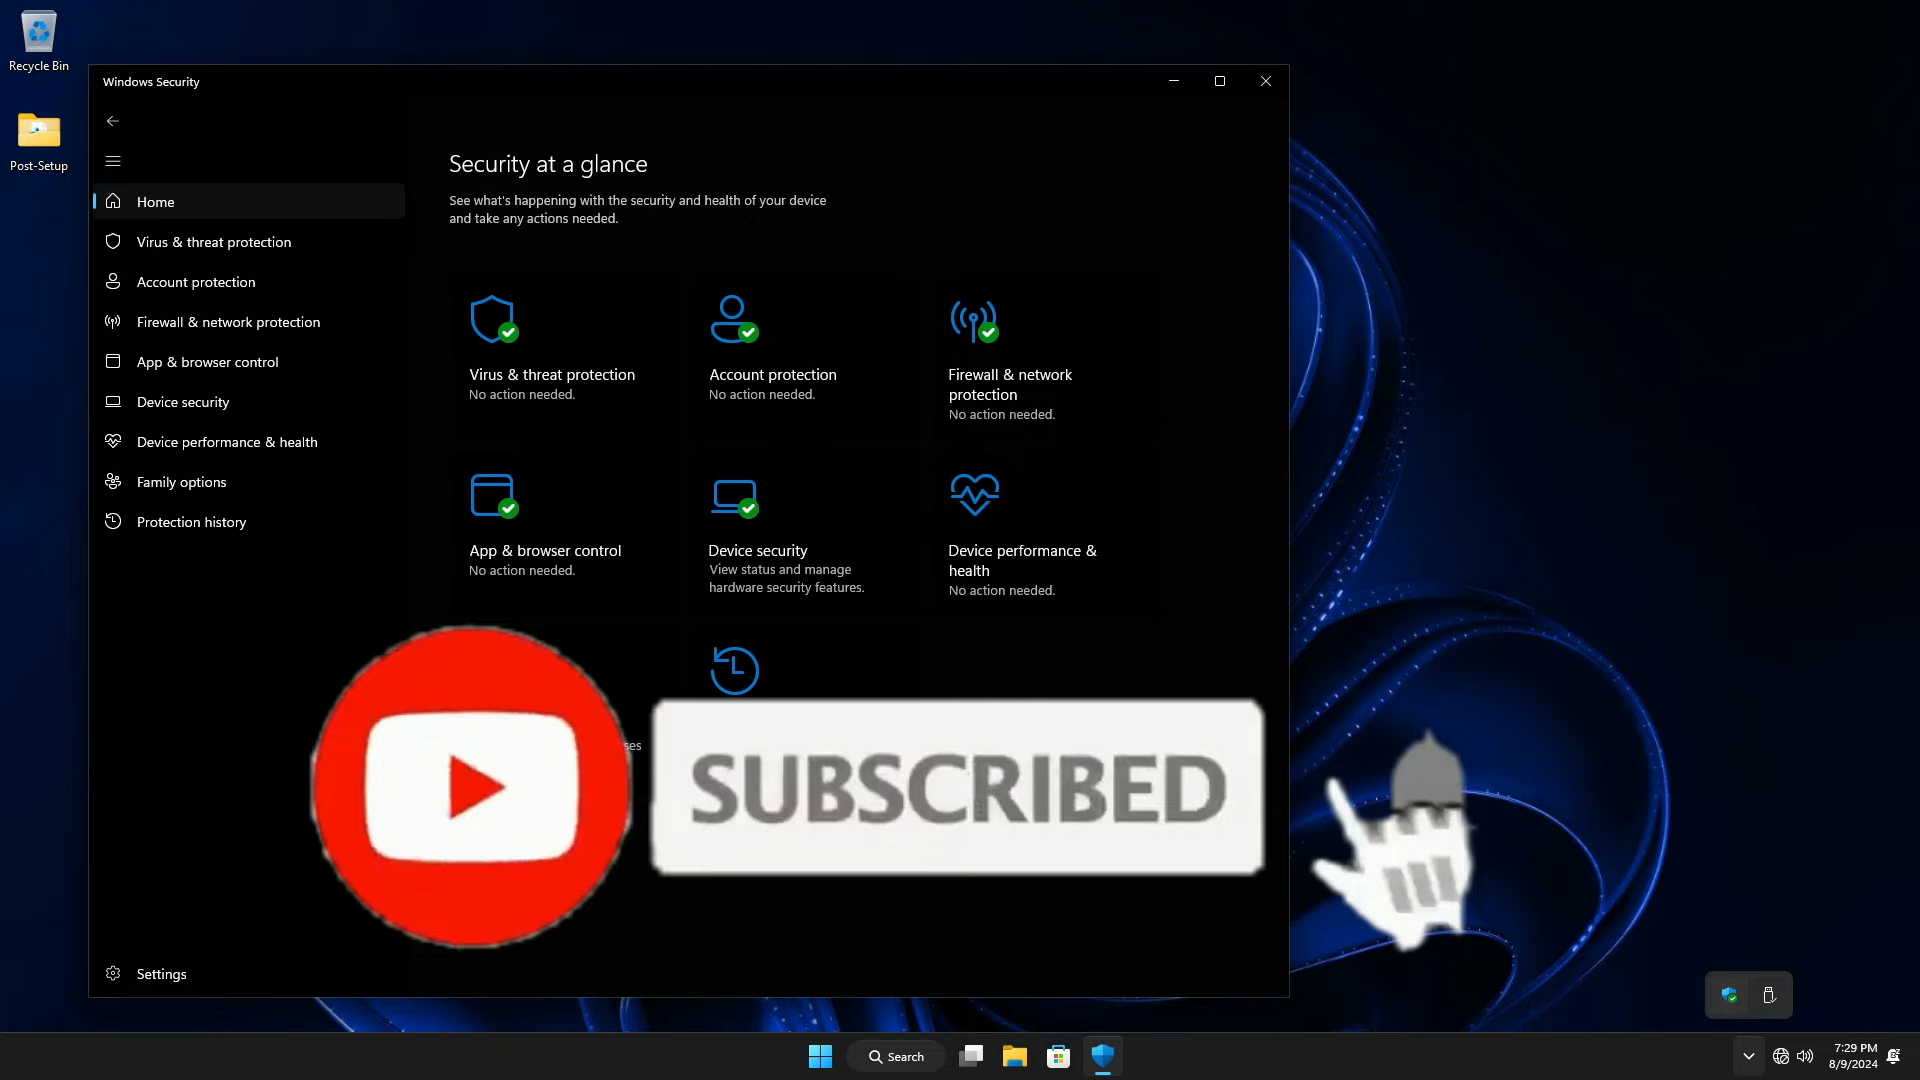 Recycle Bin
Post-Setup
Windows Security
Home
Virus & threat protection
Account protection
Firewall & network protection
App & browser control
Device security
Device performance & health
Family options
Protection history
Settings
Security at a glance
See what's happening with the security and health of your device
and take any actions needed.
Virus & threat protection
No action needed.
Account protection
No action needed.
Firewall & network
protection
No action needed.
App & browser control
No action needed.
Device security
View status and manage
hardware security features.
Device performance &
health
No action needed.
SUBSCRIBED
Search
7:29 PM
8/9/2024